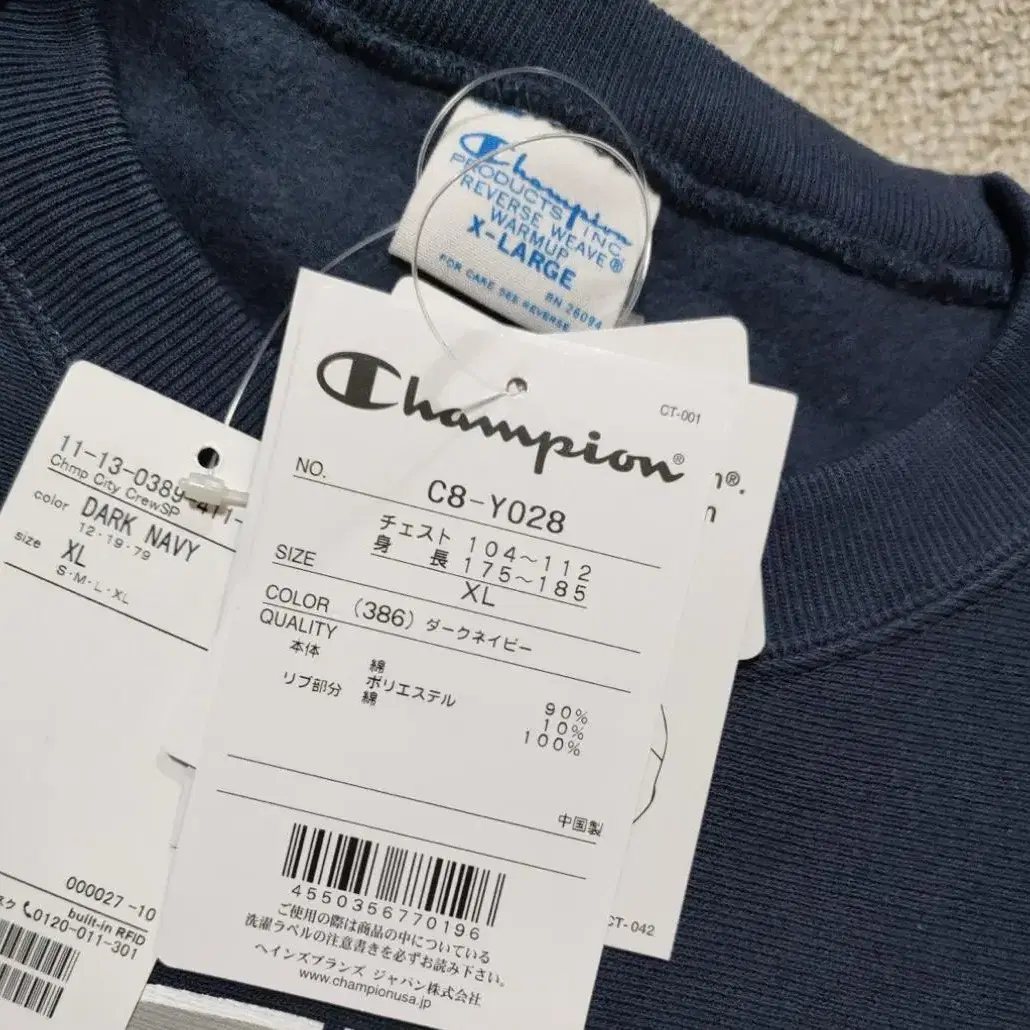 Champion
PRODUCTS, INC.
REVERSE WEAVE®
WARMUP
X-LARGE
FOR CARE SEE REVERSE
RN 26094
Champion®
CT-001
NO. C8-Y028
チェスト 104～112
身長 175～185
SIZE XL
COLOR (386) ダークネイビー
QUALITY
本体 綿 90%
ポリエステル 10%
リブ部分 綿 100%
中国製
4550356770196
ご使用の際は商品の中についている
洗濯ラベルの注意書きを必ずお読み下さい。
ヘインズブランズ ジャパン株式会社
www.championusa.jp
11-13-0389-411-
Chmp City CrewSP
color DARK NAVY
12・19・79
size XL
S・M・L・XL
000027-10
built-in RFID
スク 0120-011-301
n®.
n
CT-042